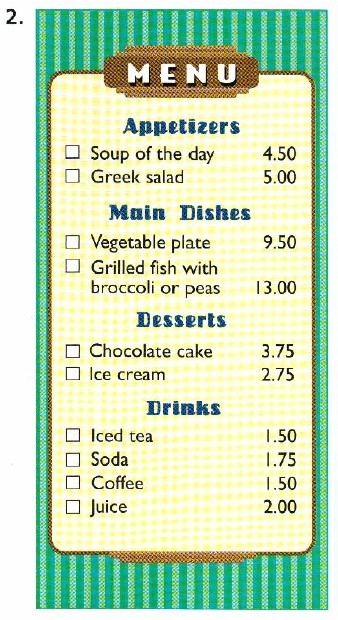 2.
MENU
Appetizers
Soup of the day 4.50
Greek salad 5.00
Main Dishes
Vegetable plate 9.50
Grilled fish with
broccoli or peas 13.00
Desserts
Chocolate cake 3.75
Ice cream 2.75
Drinks
Iced tea 1.50
Soda 1.75
Coffee 1.50
Juice 2.00